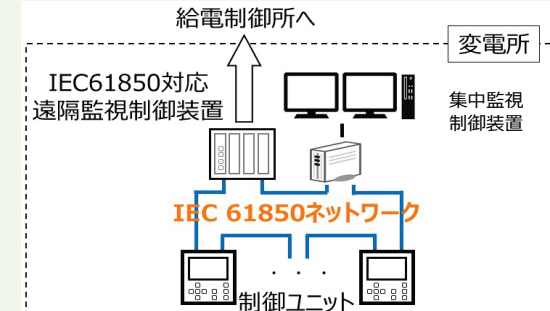 給電制御所へ
変電所
IEC61850対応
遠隔監視制御装置
集中監視
制御装置
IEC 61850ネットワーク
・・・
制御ユニット